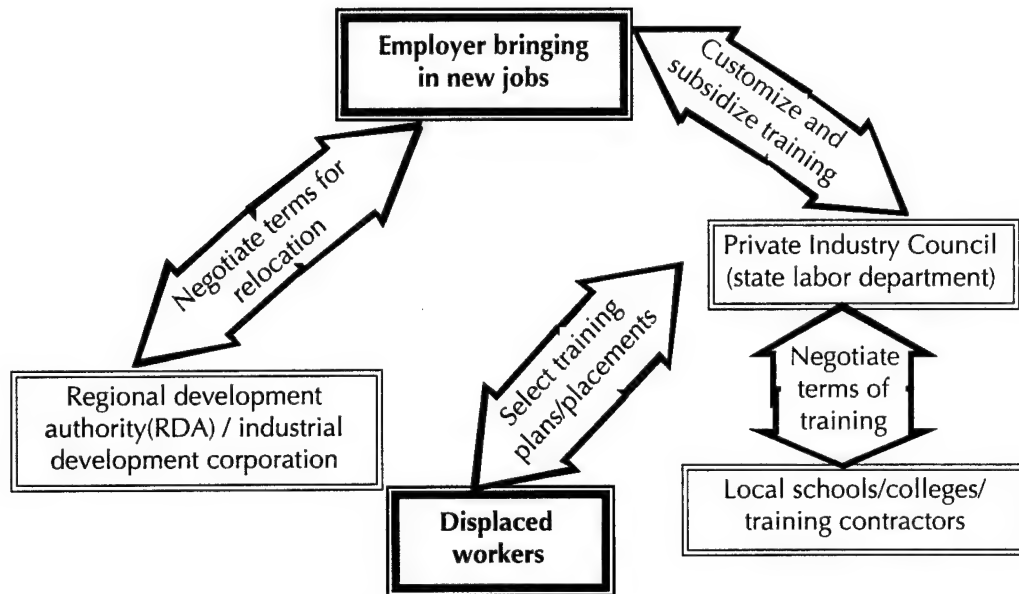 Employer bringing
in new jobs
Customize and
subsidize training
Negotiate terms for
relocation
Private Industry Council
(state labor department)
Select training
plans/placements
Negotiate
terms of
training
Regional development
authority(RDA) / industrial
development corporation
Displaced
workers
Local schools/colleges/
training contractors